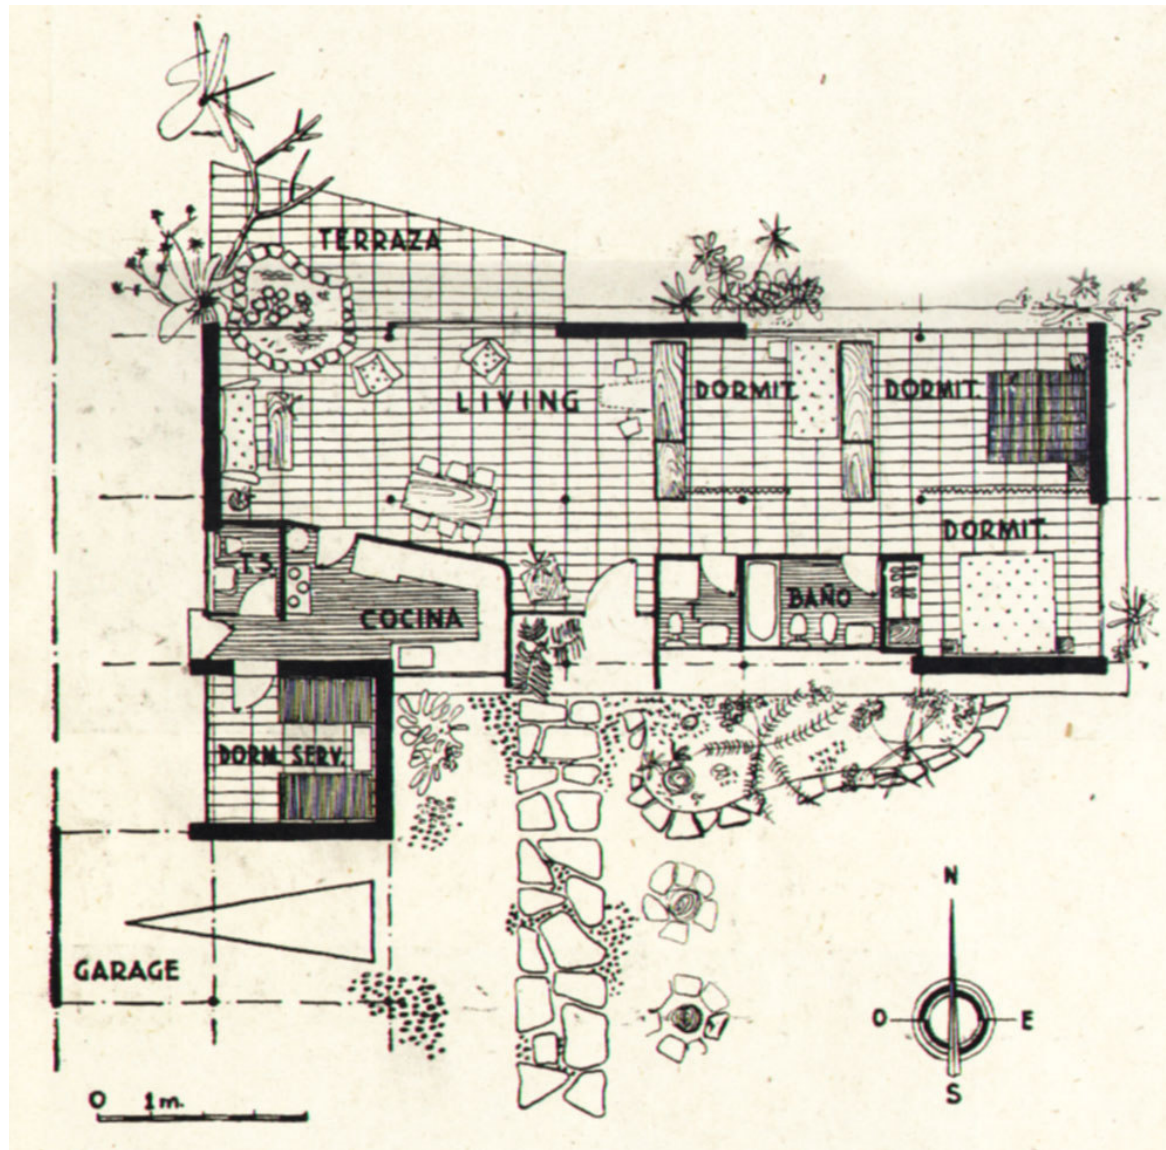 TERRAZA
LIVING
DORMIT.
DORMIT.
DORMIT.
T.S.
COCINA
T
BAÑO
DORM. SERV.
GARAGE
N
O
E
S
0 1m.